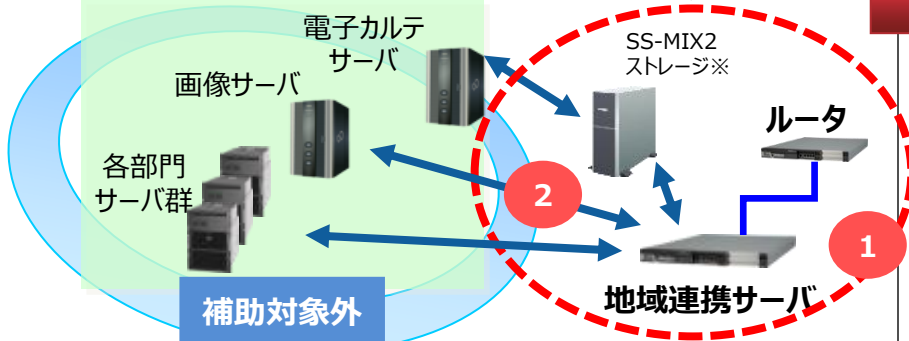 電子カルテ
サーバ
画像サーバ
各部門
サーバ群
補助対象外
SS-MIX2
ストレージ※
ルータ
2
1
地域連携サーバ